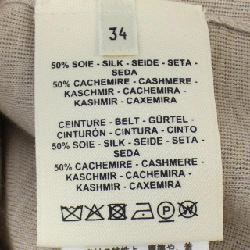 34
50% SOIE - SILK - SEIDE - SETA -
SEDA
50% CACHEMIRE - CASHMERE -
KASCHMIR - CACHEMIRA -
KASHMIR - CAXEMIRA
CEINTURE - BELT - GÜRTEL -
CINTURÓN - CINTURA - CINTO
50% SOIE - SILK - SEIDE - SETA -
SEDA
50% CACHEMIRE - CASHMERE -
KASCHMIR - CACHEMIRA -
KASHMIR - CAXEMIRA